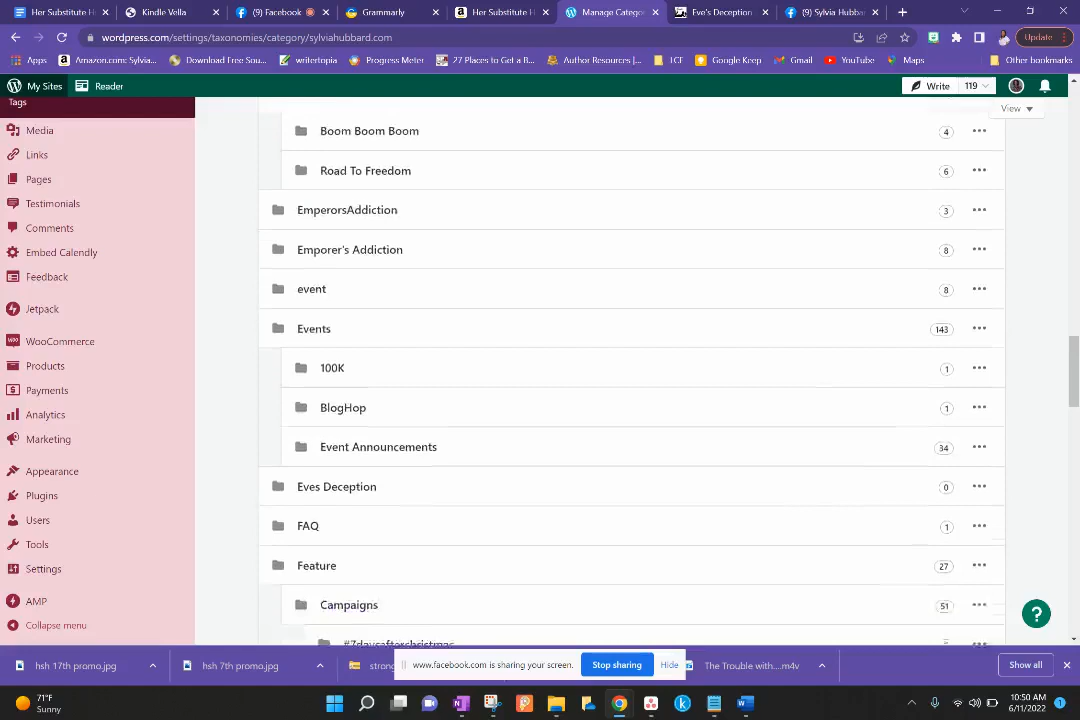 Her Substitute H
Kindle Vella
(9) Facebook
Grammarly
Her Substitute H
Manage Catego
Eve's Deception
(9) Sylvia Hubba
wordpress.com/settings/taxonomies/category/sylviahubbard.com
Update
Apps
Amazon.com: Sylvia...
Download Free Sou...
writertopia
Progress Meter
27 Places to Get a B...
Author Resources |...
LCF
Google Keep
Gmail
YouTube
Maps
Other bookmarks
My Sites
Reader
Write
119
Tags
View
Media
Links
Pages
Testimonials
Comments
Embed Calendly
Feedback
Jetpack
WooCommerce
Products
Payments
Analytics
Marketing
Appearance
Plugins
Users
Tools
Settings
AMP
Collapse menu
Boom Boom Boom 4
Road To Freedom 6
EmperorsAddiction 3
Emporer's Addiction 8
event 8
Events 143
100K 1
BlogHop 1
Event Announcements 34
Eves Deception 0
FAQ 1
Feature 27
Campaigns 51
#7daysafterchristmas
?
hsh 17th promo.jpg
hsh 7th promo.jpg
stron
www.facebook.com is sharing your screen.
Stop sharing
Hide
The Trouble with....m4v
Show all
71°F
Sunny
10:50 AM
6/11/2022